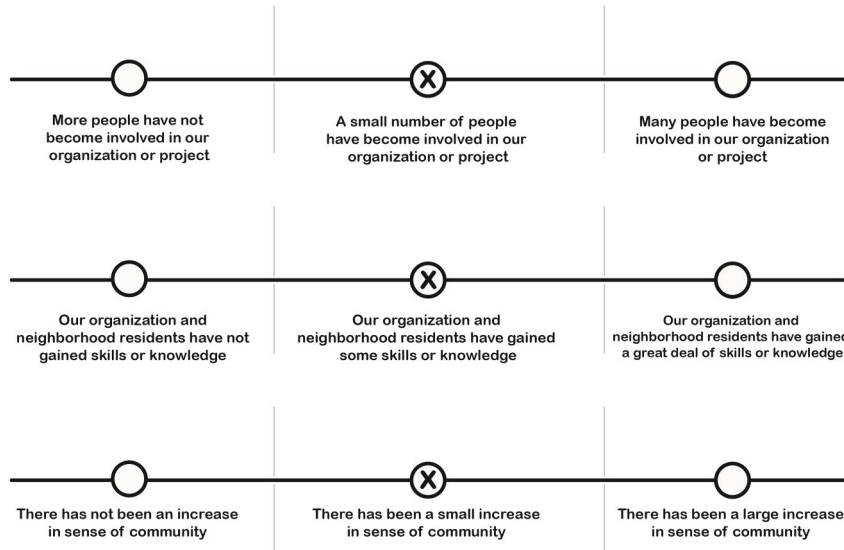 X
More people have not
become involved in our
organization or project
A small number of people
have become involved in our
organization or project
Many people have become
involved in our organization
or project
X
Our organization and
neighborhood residents have not
gained skills or knowledge
Our organization and
neighborhood residents have gained
some skills or knowledge
Our organization and
neighborhood residents have gained
a great deal of skills or knowledge
X
There has not been an increase
in sense of community
There has been a small increase
in sense of community
There has been a large increase
in sense of community